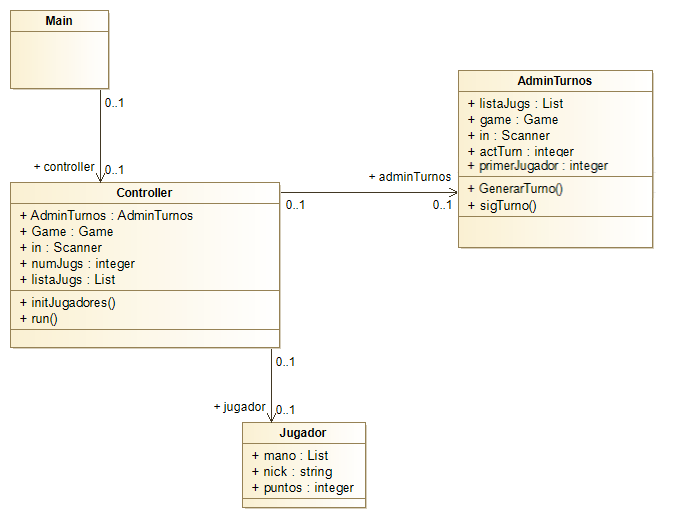 Main
0..1
+ controller
0..1
Controller
+ AdminTurnos : AdminTurnos
+ Game : Game
+ in : Scanner
+ numJugs : integer
+ listaJugs : List
+ initJugadores()
+ run()
0..1
+ adminTurnos
0..1
AdminTurnos
+ listaJugs : List
+ game : Game
+ in : Scanner
+ actTurn : integer
+ primerJugador : integer
+ GenerarTurno()
+ sigTurno()
0..1
+ jugador
0..1
Jugador
+ mano : List
+ nick : string
+ puntos : integer